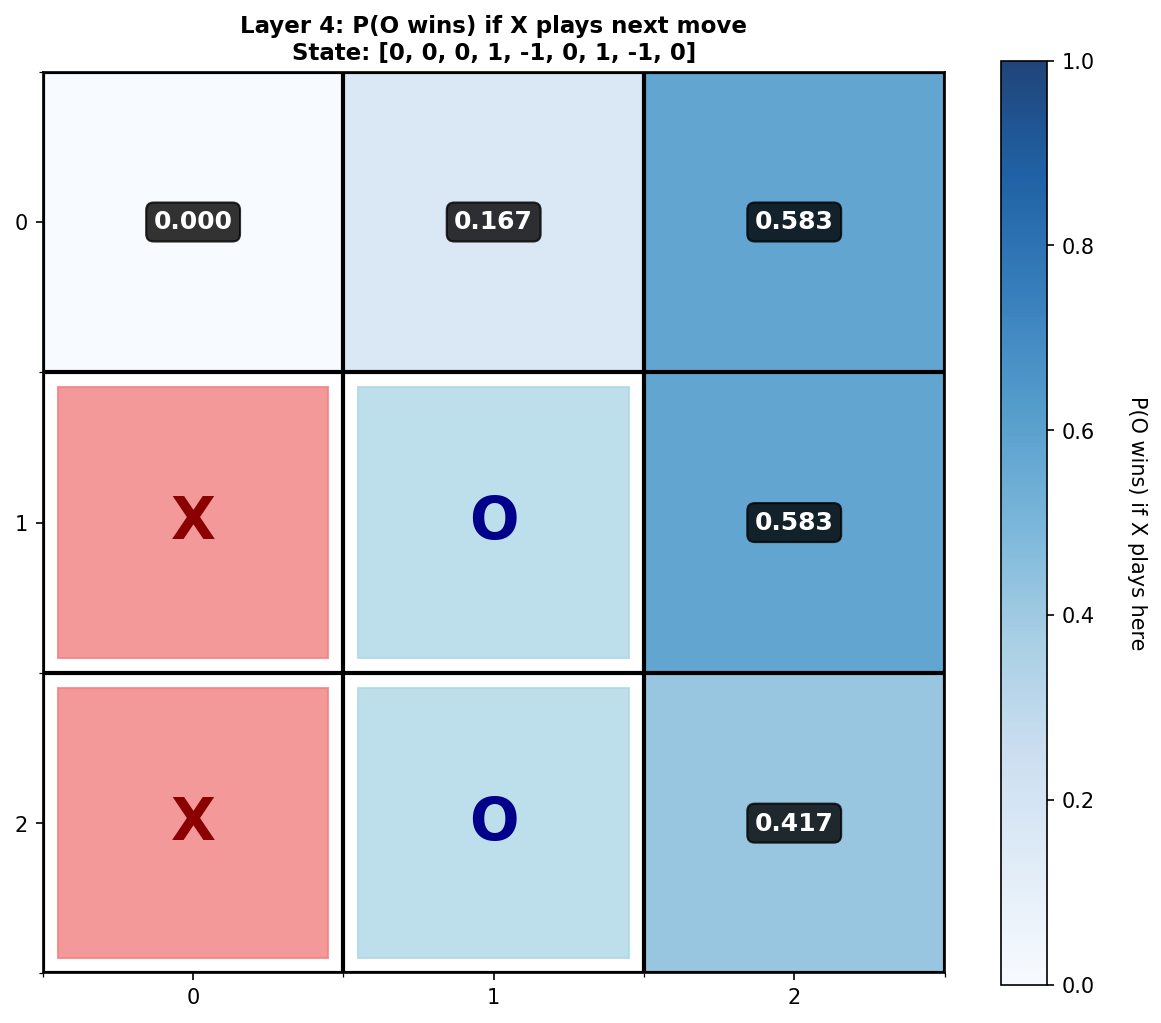 Layer 4: P(O wins) if X plays next move
State: [0, 0, 0, 1, -1, 0, 1, -1, 0]
0
0.000
0.167
0.583
1
X
O
0.583
2
X
O
0.417
0
1
2
1.0
0.8
0.6
0.4
0.2
0.0
P(O wins) if X plays here